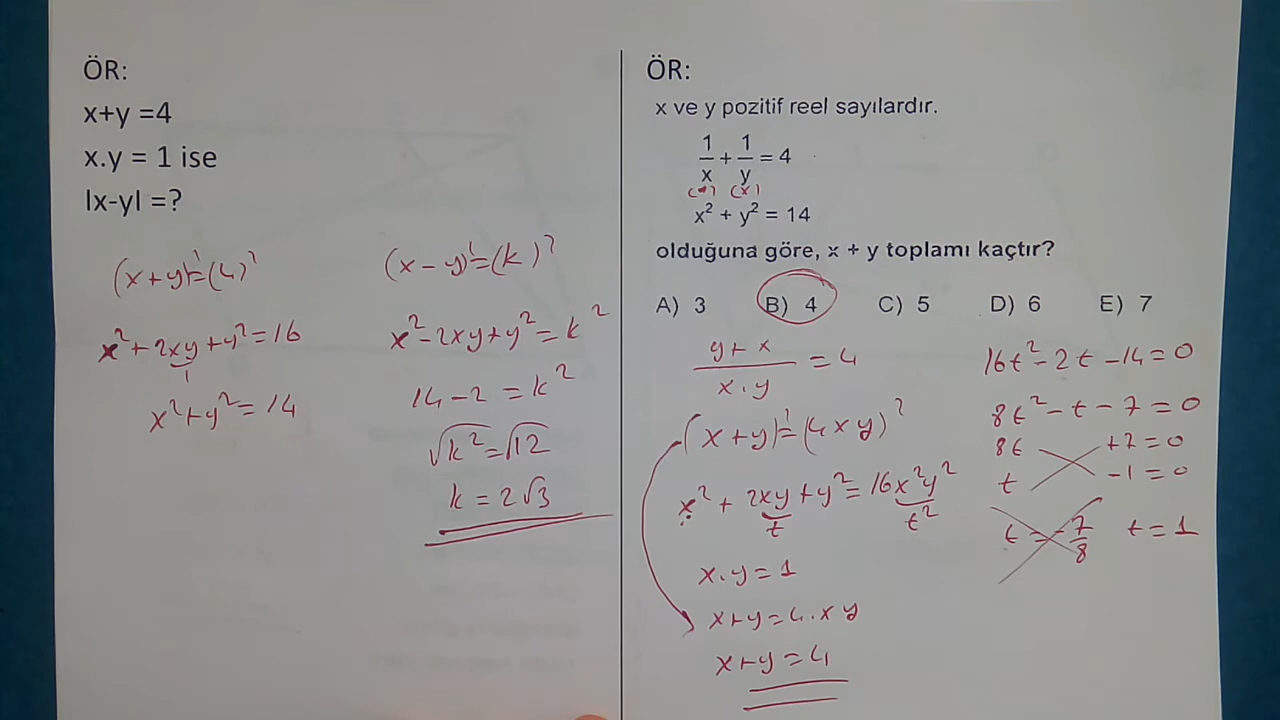 ÖR:
x+y =4
x.y = 1 ise
|x-y| =?
(x+y)²=(4)²
x²+2xy+y²=16
1
x²+y²=14
(x-y)²=(k)²
x²-2xy+y²=k²
14-2=k²
√k²=√12
k=2√3
ÖR:
x ve y pozitif reel sayılardır.
1/x + 1/y = 4
(y) (x)
x² + y² = 14
olduğuna göre, x + y toplamı kaçtır?
A) 3 B) 4 C) 5 D) 6 E) 7
y+x / x.y = 4
(x+y)²=(4xy)²
x²+2xy+y²=16x²y²
t t²
x.y=1
x+y=4.xy
x+y=4
16t²-2t-14=0
8t²-t-7=0
8t +7=0
t -1=0
t=-7/8 t=1